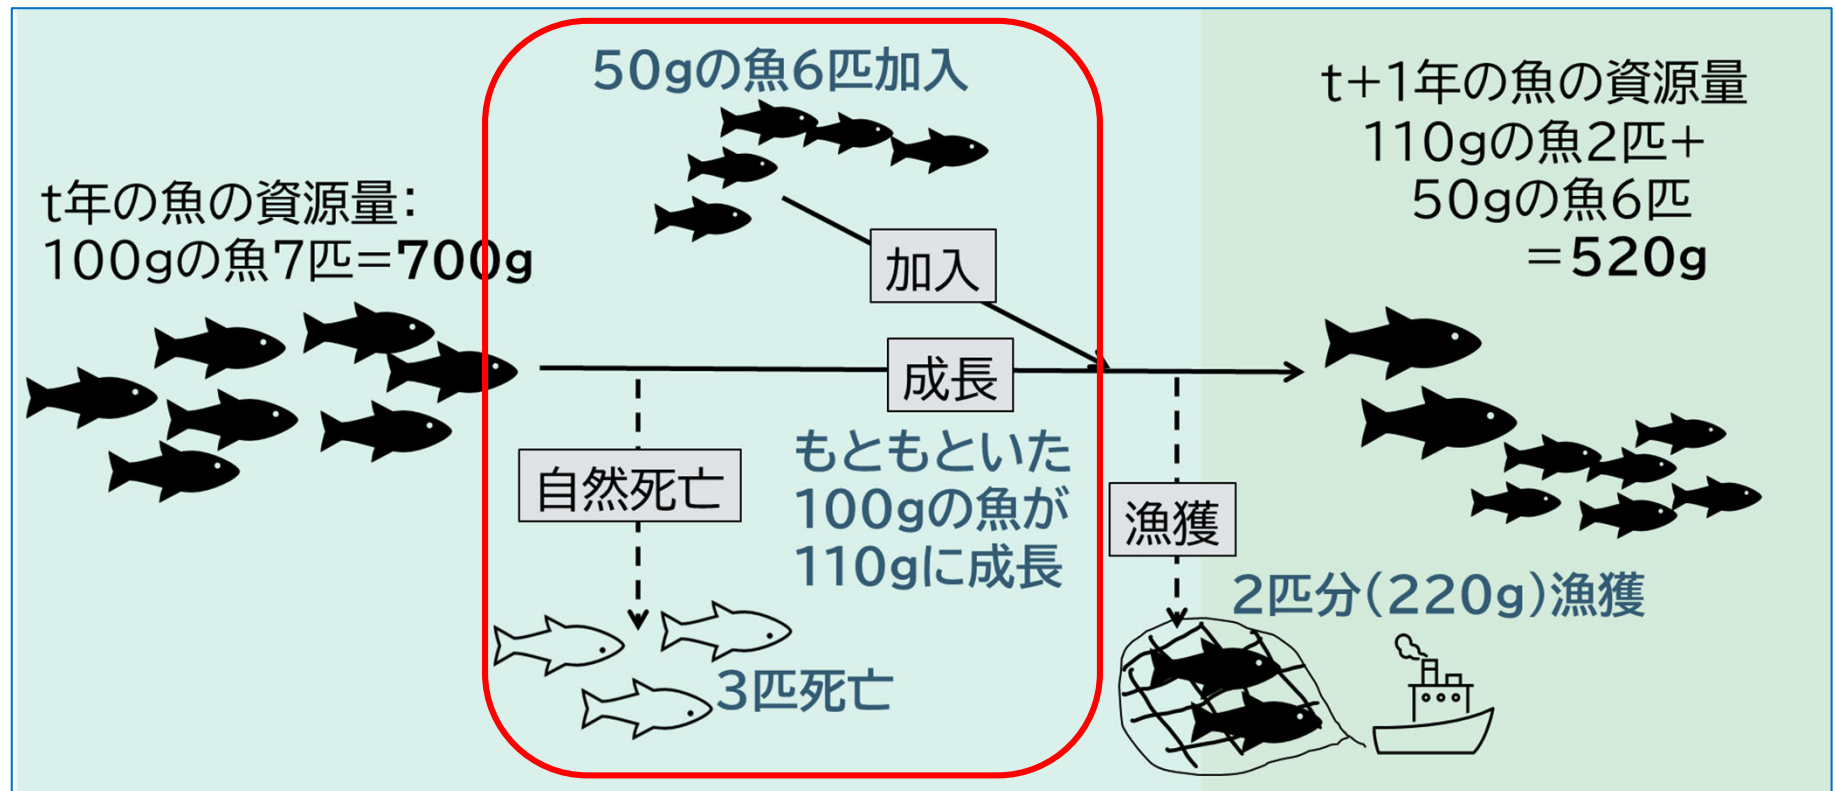 50gの魚6匹加入
t+1年の魚の資源量
110gの魚2匹+
50gの魚6匹
=520g
t年の魚の資源量:
100gの魚7匹=700g
加入
成長
自然死亡
もともといた
100gの魚が
110gに成長
漁獲
2匹分(220g)漁獲
3匹死亡